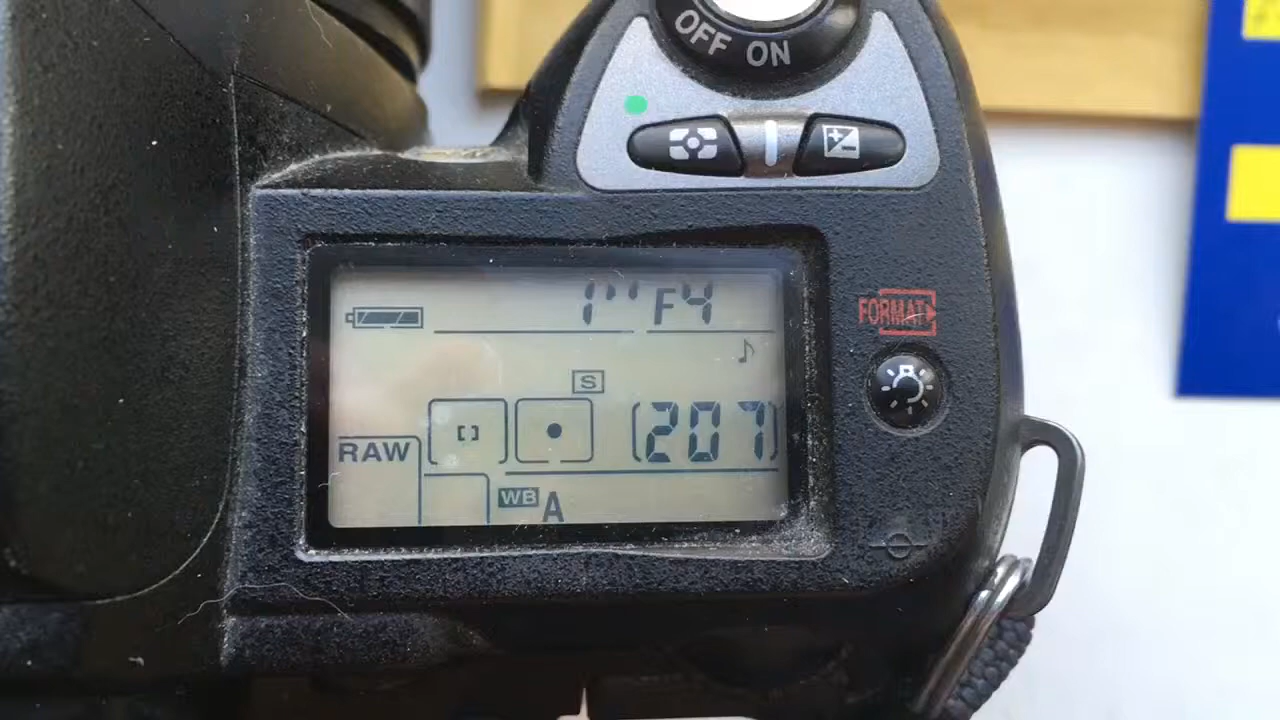 OFF ON
1" F4
FORMAT
S
RAW [ ] (207)
WB A